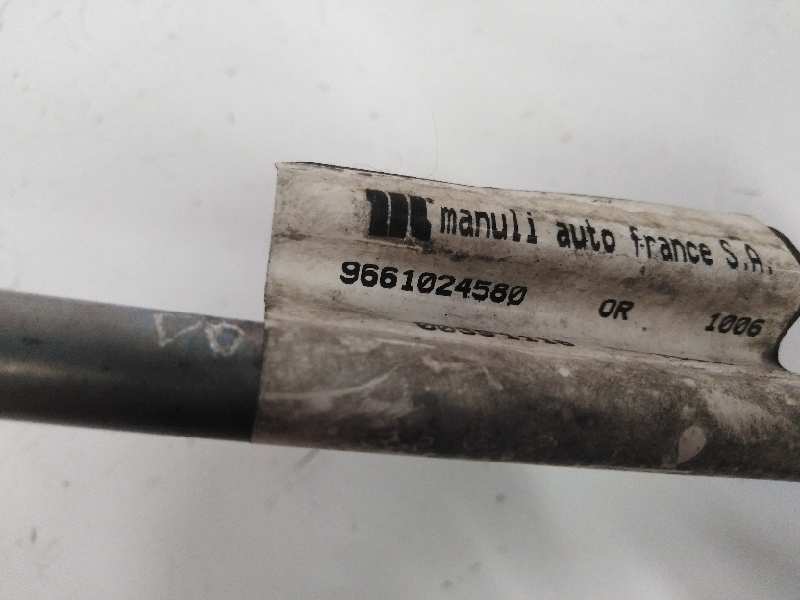 manuli auto france S.A.
9661024580 OR 1006